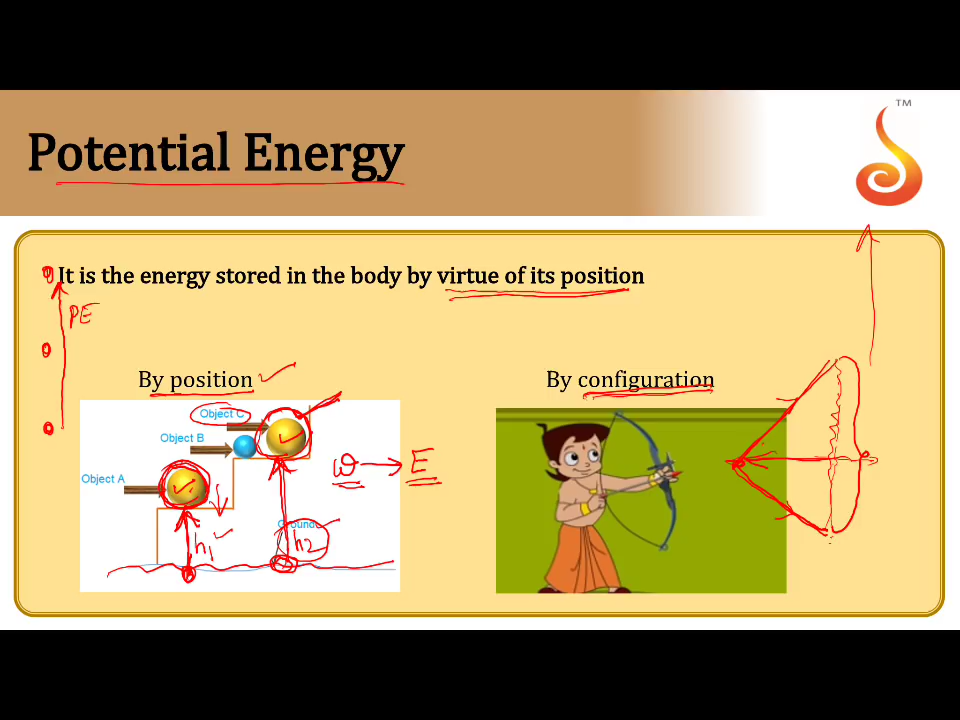 TM
Potential Energy
It is the energy stored in the body by virtue of its position
PE
By position
By configuration
Object C
Object B
Object A
W → E
Ground
h1
h2